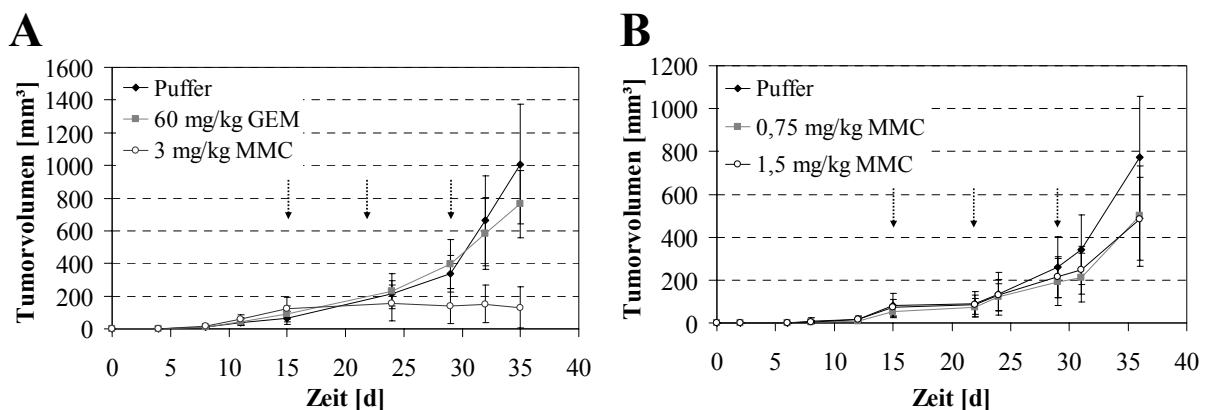 A
Tumorvolumen [mm³]
1600
1400
1200
1000
800
600
400
200
0
Puffer
60 mg/kg GEM
3 mg/kg MMC
0 5 10 15 20 25 30 35 40
Zeit [d]
B
Tumorvolumen [mm³]
1200
1000
800
600
400
200
0
Puffer
0,75 mg/kg MMC
1,5 mg/kg MMC
0 5 10 15 20 25 30 35 40
Zeit [d]